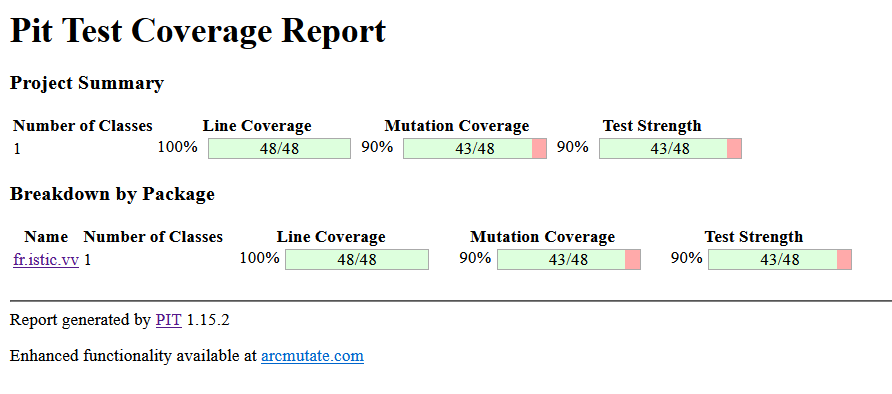 Pit Test Coverage Report
Project Summary
Number of Classes Line Coverage Mutation Coverage Test Strength
1 100% 48/48 90% 43/48 90% 43/48
Breakdown by Package
Name Number of Classes Line Coverage Mutation Coverage Test Strength
fr.istic.vv 1 100% 48/48 90% 43/48 90% 43/48
Report generated by PIT 1.15.2
Enhanced functionality available at arcmutate.com